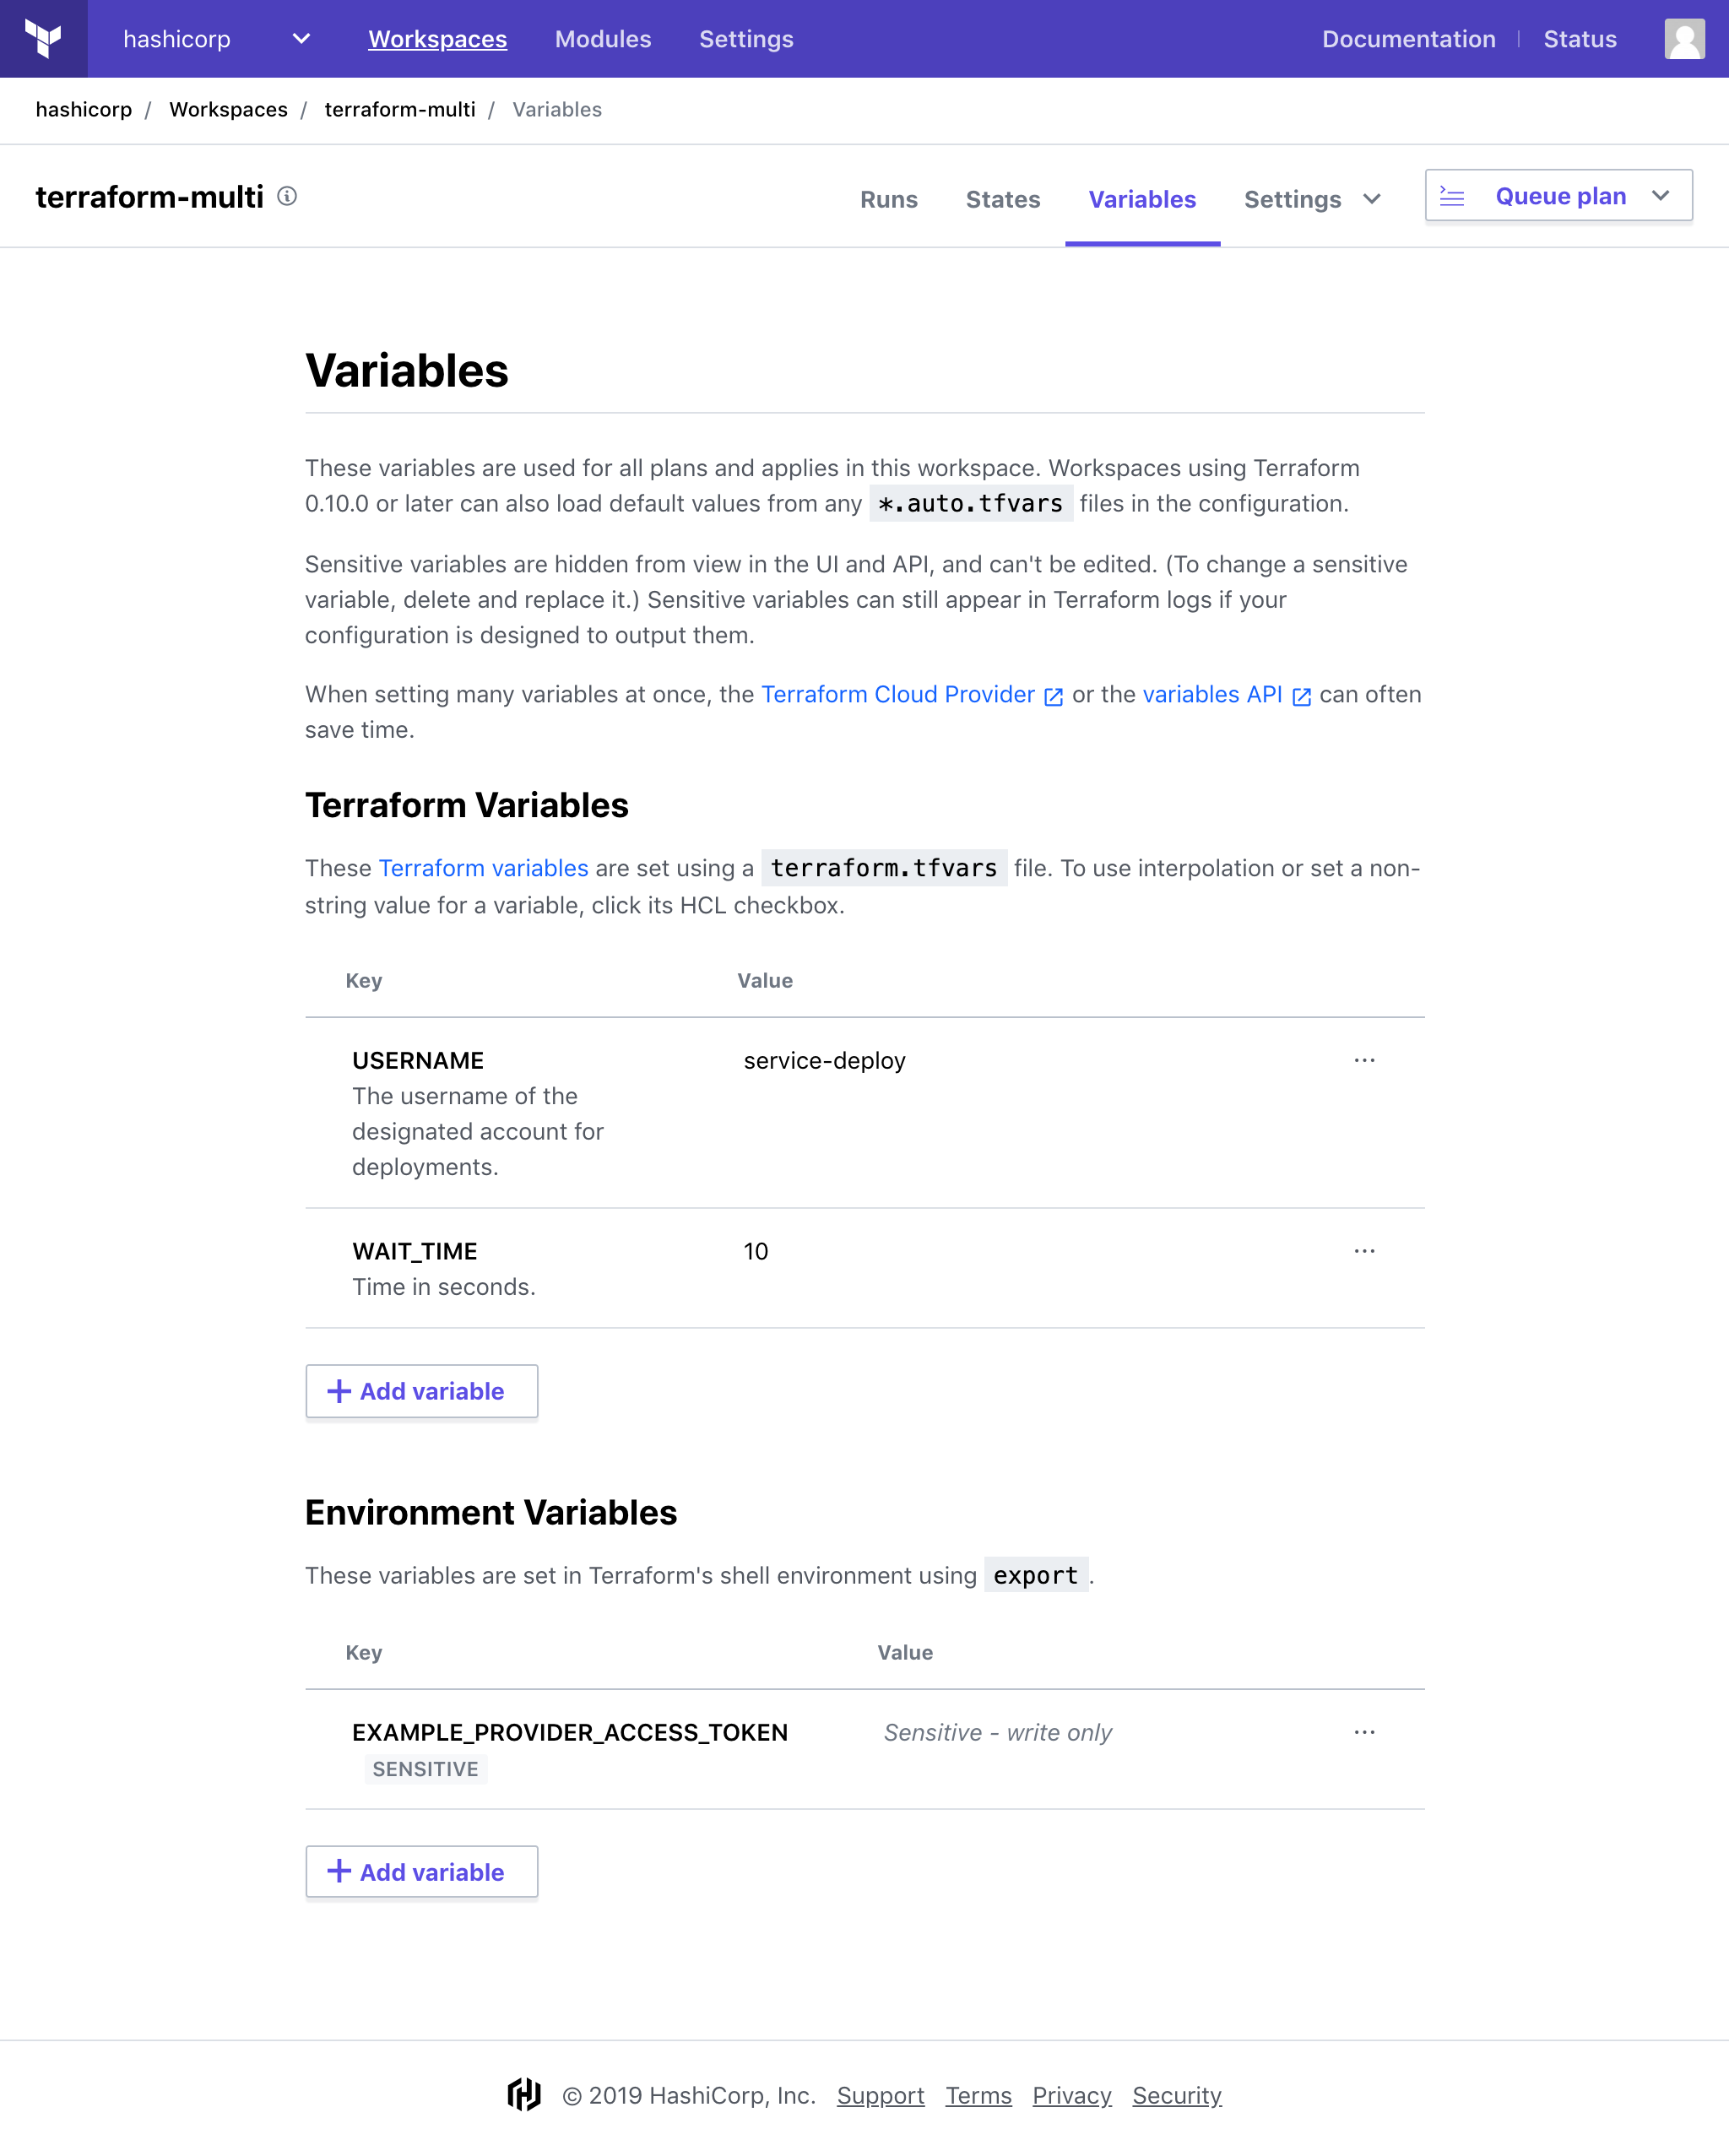 hashicorp Workspaces Modules Settings Documentation | Status
hashicorp / Workspaces / terraform-multi / Variables
terraform-multi Runs States Variables Settings Queue plan
Variables
These variables are used for all plans and applies in this workspace. Workspaces using Terraform
0.10.0 or later can also load default values from any *.auto.tfvars files in the configuration.
Sensitive variables are hidden from view in the UI and API, and can't be edited. (To change a sensitive
variable, delete and replace it.) Sensitive variables can still appear in Terraform logs if your
configuration is designed to output them.
When setting many variables at once, the Terraform Cloud Provider or the variables API can often
save time.
Terraform Variables
These Terraform variables are set using a terraform.tfvars file. To use interpolation or set a non-
string value for a variable, click its HCL checkbox.
Key Value
USERNAME service-deploy ...
The username of the
designated account for
deployments.
WAIT_TIME 10 ...
Time in seconds.
+ Add variable
Environment Variables
These variables are set in Terraform's shell environment using export.
Key Value
EXAMPLE_PROVIDER_ACCESS_TOKEN Sensitive - write only ...
SENSITIVE
+ Add variable
© 2019 HashiCorp, Inc. Support Terms Privacy Security